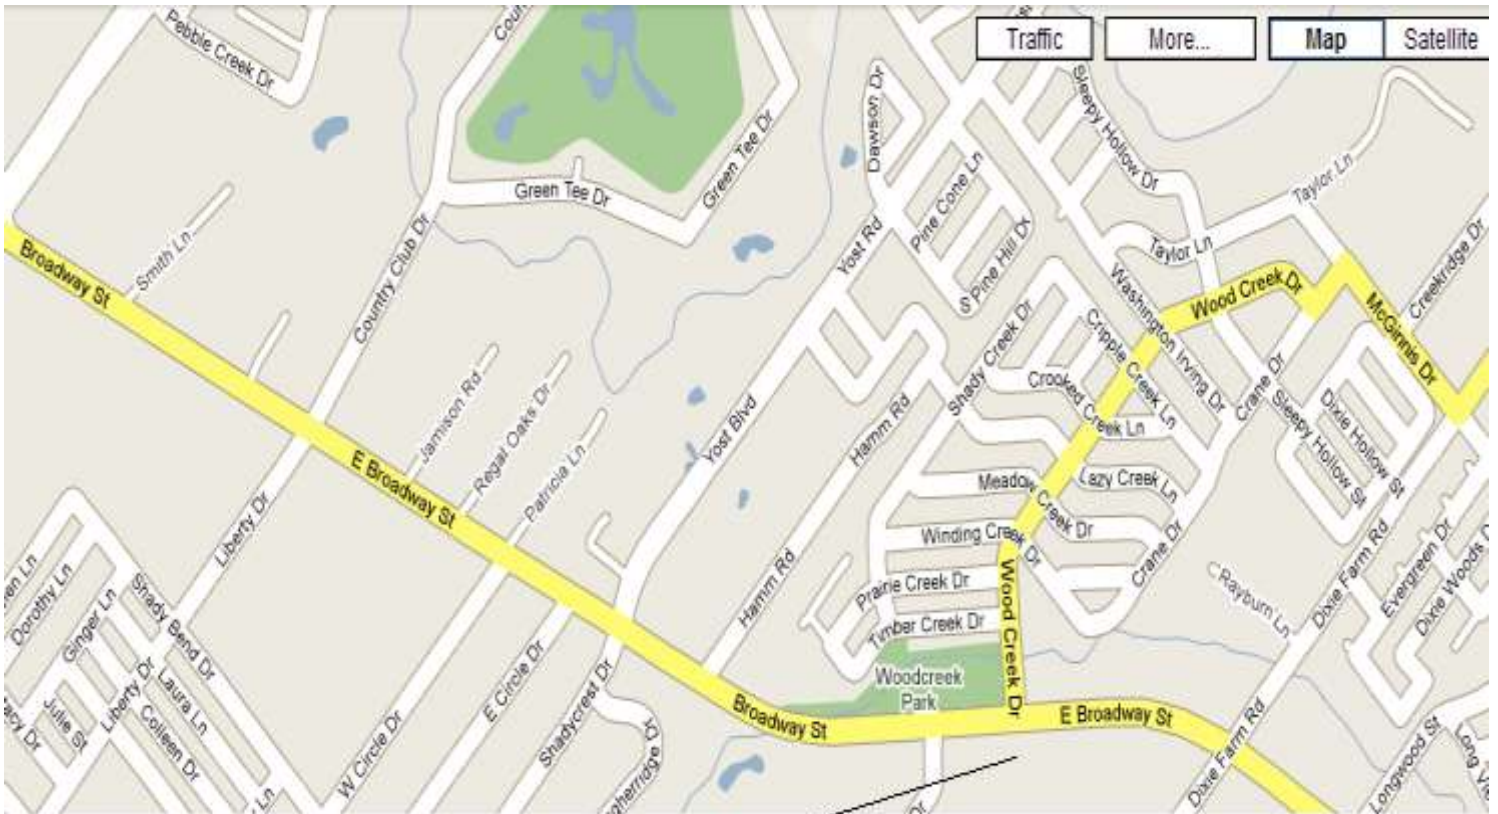 Traffic
More...
Map
Satellite
Pebble Creek Dr
Sleepy Hollow Dr
Dawson Dr
Green Tee Dr
Green Tee Dr
Pine Cone Ln
Taylor Ln
Smith Ln
Country Club Dr
Yost Rd
S Pine Hill Dr
Taylor Ln
Creekridge Dr
Broadway St
Washington Irving Dr
Wood Creek Dr
McGinnis Dr
Shady Creek Dr
Cripple Creek Ln
Crooked Creek Ln
Crane Dr
Jamison Rd
Regal Oaks Dr
Patricia Ln
Yost Blvd
Hamm Rd
Sleepy Hollow St
Dixie Hollow St
E Broadway St
Meadow Creek Dr
Lazy Creek Ln
Liberty Dr
Winding Creek Dr
Crane Dr
Dorothy Ln
Ginger Ln
Shady Bend Dr
Hamm Rd
Prairie Creek Dr
Wood Creek Dr
Timber Creek Dr
Rayburn Ln
Dixie Farm Rd
Evergreen Dr
Dixie Woods
Julie St
Liberty Dr
Laura Ln
Colleen Dr
W Circle Dr
E Circle Dr
Shadycrest Dr
Woodcreek
Park
Broadway St
E Broadway St
Dixie Farm Rd
Longwood St
Dr
Ln
Dr